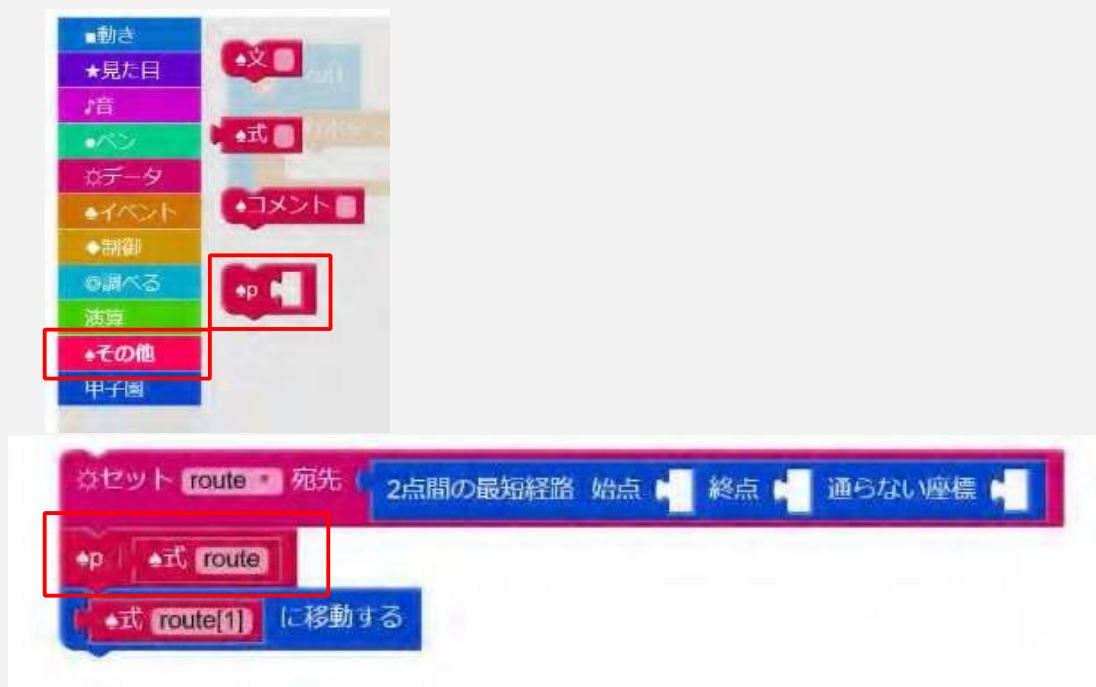 ■動き
★見た目
♪音
●ペン
☼データ
♠イベント
◆制御
◎調べる
演算
♠その他
甲子園
♠文
♠式
♠コメント
♠p
☼セット route 宛先 2点間の最短経路 始点 終点 通らない座標
♠p ♠式 route
♠式 route[1] に移動する